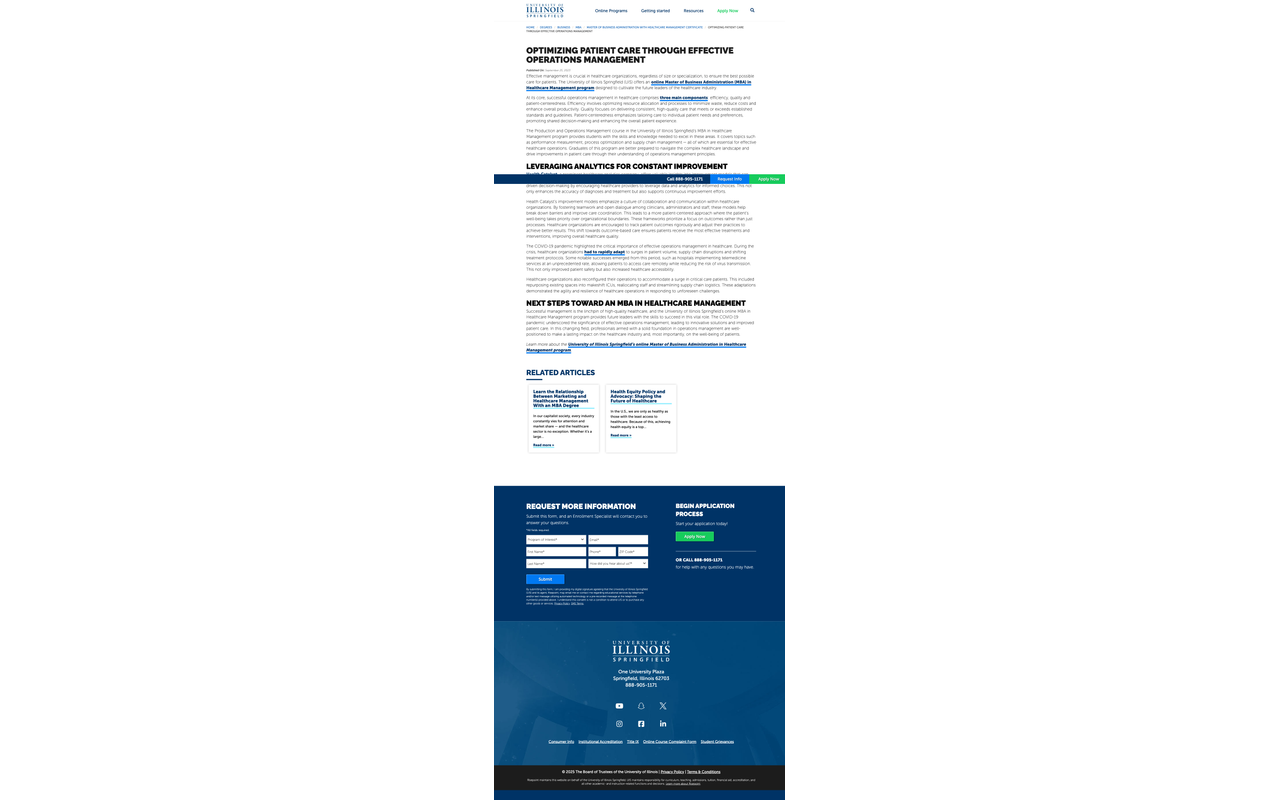 UNIVERSITY OF
ILLINOIS
SPRINGFIELD
Online Programs
Getting started
Resources
Apply Now
HOME
DEGREES
BUSINESS
MBA
MASTER OF BUSINESS ADMINISTRATION WITH HEALTHCARE MANAGEMENT CERTIFICATE
OPTIMIZING PATIENT CARE
THROUGH EFFECTIVE OPERATIONS MANAGEMENT
OPTIMIZING PATIENT CARE THROUGH EFFECTIVE
OPERATIONS MANAGEMENT
Published On:
Effective management is crucial in healthcare organizations, regardless of size or specialization, to ensure the best possible
care for patients. The University of Illinois Springfield (UIS) offers an online Master of Business Administration (MBA) in
Healthcare Management program designed to cultivate the future leaders of the healthcare industry.
At its core, successful operations management in healthcare comprises three main components: efficiency, quality and
patient-centeredness. Efficiency involves optimizing resource allocation and processes to minimize waste, reduce costs and
enhance overall productivity. Quality focuses on delivering consistent, high-quality care that meets or exceeds established
standards and guidelines. Patient-centeredness emphasizes tailoring care to individual patient needs and preferences,
promoting shared decision-making and enhancing the overall patient experience.
The Production and Operations Management course in the University of Illinois Springfield's MBA in Healthcare
Management program provides students with the skills and knowledge needed to excel in these areas. It covers topics such
as performance measurement, process optimization and supply chain management — all of which are essential for effective
healthcare operations. Graduates of this program are better prepared to navigate the complex healthcare landscape and
drive improvements in patient care through their understanding of operations management principles.
LEVERAGING ANALYTICS FOR CONSTANT IMPROVEMENT
Call 888-905-1171
Request Info
Apply Now
driven decision-making by encouraging healthcare providers to leverage data and analytics for informed choices. This not
only enhances the accuracy of diagnoses and treatment but also supports continuous improvement efforts.
Health Catalyst's improvement models emphasize a culture of collaboration and communication within healthcare
organizations. By fostering teamwork and open dialogue among clinicians, administrators and staff, these models help
break down barriers and improve care coordination. This leads to a more patient-centered approach where the patient's
well-being takes priority over organizational boundaries. These frameworks prioritize a focus on outcomes rather than just
processes. Healthcare organizations are encouraged to track patient outcomes rigorously and adjust their practices to
achieve better results. This shift towards outcome-based care ensures patients receive the most effective treatments and
interventions, improving overall healthcare quality.
The COVID-19 pandemic highlighted the critical importance of effective operations management in healthcare. During the
crisis, healthcare organizations had to rapidly adapt to surges in patient volume, supply chain disruptions and shifting
treatment protocols. Some notable successes emerged from this period, such as hospitals implementing telemedicine
services at an unprecedented rate, allowing patients to access care remotely while reducing the risk of virus transmission.
This not only improved patient safety but also increased healthcare accessibility.
Healthcare organizations also reconfigured their operations to accommodate a surge in critical care patients. This included
repurposing existing spaces into makeshift ICUs, reallocating staff and streamlining supply chain logistics. These adaptations
demonstrated the agility and resilience of healthcare operations in responding to unforeseen challenges.
NEXT STEPS TOWARD AN MBA IN HEALTHCARE MANAGEMENT
Successful management is the linchpin of high-quality healthcare, and the University of Illinois Springfield's online MBA in
Healthcare Management program provides future leaders with the skills to succeed in this vital role. The COVID-19
pandemic underscored the significance of effective operations management, leading to innovative solutions and improved
patient care. In this changing field, professionals armed with a solid foundation in operations management are well-
positioned to make a lasting impact on the healthcare industry and, most importantly, on the well-being of patients.
Learn more about the University of Illinois Springfield's online Master of Business Administration in Healthcare
Management program.
RELATED ARTICLES
Learn the Relationship
Between Marketing and
Healthcare Management
With an MBA Degree
In our capitalist society, every industry
constantly vies for attention and
market share — and the healthcare
sector is no exception. Whether it's a
large...
Read more »
Health Equity Policy and
Advocacy: Shaping the
Future of Healthcare
In the U.S., we are only as healthy as
those with the least access to
healthcare. Because of this, achieving
health equity is a top...
Read more »
REQUEST MORE INFORMATION
Submit this form, and an Enrollment Specialist will contact you to
answer your questions.
*All fields required.
Program of Interest*
Email*
First Name*
Phone*
ZIP Code*
Last Name*
How did you hear about us?*
Submit
Privacy Policy
SMS Terms
BEGIN APPLICATION
PROCESS
Start your application today!
Apply Now
OR CALL 888-905-1171
for help with any questions you may have.
UNIVERSITY OF
ILLINOIS
SPRINGFIELD
One University Plaza
Springfield, Illinois 62703
888-905-1171
Consumer Info
Institutional Accreditation
Title IX
Online Course Complaint Form
Student Grievances
© 2025 The Board of Trustees of the University of Illinois | Privacy Policy | Terms & Conditions